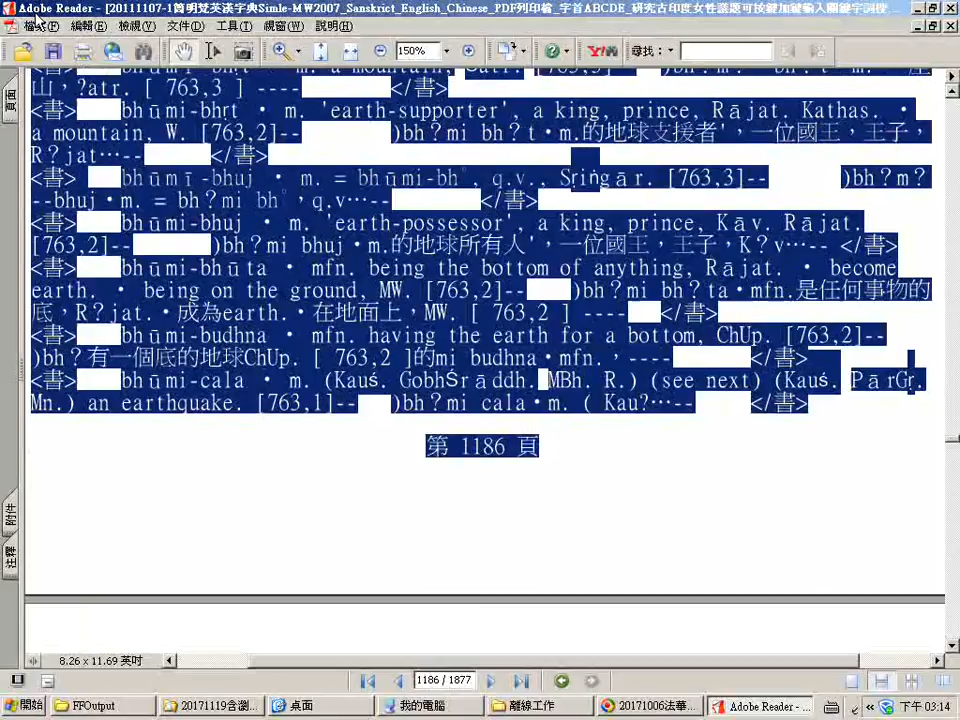 Adobe Reader - [20111107-1簡明梵英漢字典Simle-MW2007_Sanskrict_English_Chinese_PDF列印檔_字首ABCDE_研究古印度女性議題可按鍵加鍵輸入關鍵字詞搜
檔案(F) 編輯(E) 檢視(V) 文件(D) 工具(T) 視窗(W) 說明(H)
150% Y! 尋找：
山，?atr. [ 763,3 ] ---- </書>
<書> bhūmi-bhṛt ・ m. 'earth-supporter', a king, prince, Rājat. Kathas. ・
a mountain, W. [763,2]-- )bh？mi bh？t・m.的地球支援者'，一位國王，王子，
R？jat…-- </書>
<書> bhūmī-bhuj ・ m. = bhūmi-bh°, q.v., Sṛiṅgār. [763,3]-- )bh？m？
--bhuj・m. = bh？mi bh°，q.v…-- </書>
<書> bhūmi-bhuj ・ m. 'earth-possessor', a king, prince, Kāv. Rājat.
[763,2]-- )bh？mi bhuj・m.的地球所有人'，一位國王，王子，K？v…-- </書>
<書> bhūmi-bhūta ・ mfn. being the bottom of anything, Rājat. ・ become
earth. ・ being on the ground, MW. [763,2]-- )bh？mi bh？ta・mfn.是任何事物的
底，R？jat.・成為earth.・在地面上，MW. [ 763,2 ] ---- </書>
<書> bhūmi-budhna ・ mfn. having the earth for a bottom, ChUp. [763,2]--
)bh？有一個底的地球ChUp. [ 763,2 ]的mi budhna・mfn.，---- </書>
<書> bhūmi-cala ・ m. (Kauś. GobhŚrāddh. MBh. R.) (see next) (Kauś. PārGṛ.
Mn.) an earthquake. [763,1]-- )bh？mi cala・m. ( Kau?…-- </書>
第 1186 頁
頁面
附件
註釋
8.26 x 11.69 英吋
1186 / 1877
開始 FFOutput 20171119含瀏... 桌面 我的電腦 離線工作 20171006法華... Adobe Reader - ... 下午 03:14